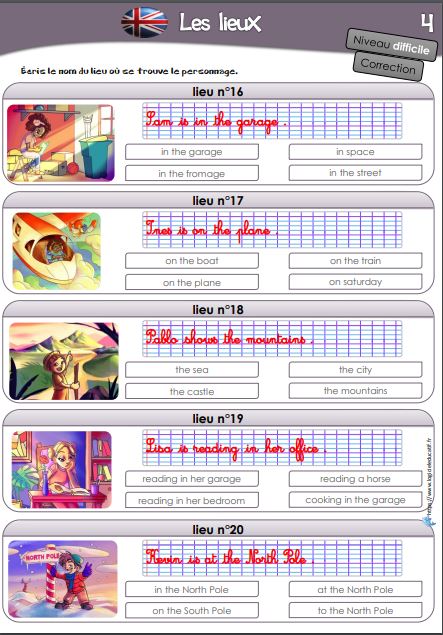 Les lieux
4
Niveau difficile
Correction
Écris le nom du lieu où se trouve le personnage.
lieu n°16
Sam is in the garage .
in the garage
in space
in the fromage
in the street
lieu n°17
Ines is on the plane .
on the boat
on the train
on the plane
on saturday
lieu n°18
Pablo shows the mountains .
the sea
the city
the castle
the mountains
lieu n°19
Lisa is reading in her office .
reading in her garage
reading a horse
reading in her bedroom
cooking in the garage
lieu n°20
NORTH POLE
Kevin is at the North Pole .
in the North Pole
at the North Pole
on the South Pole
to the North Pole